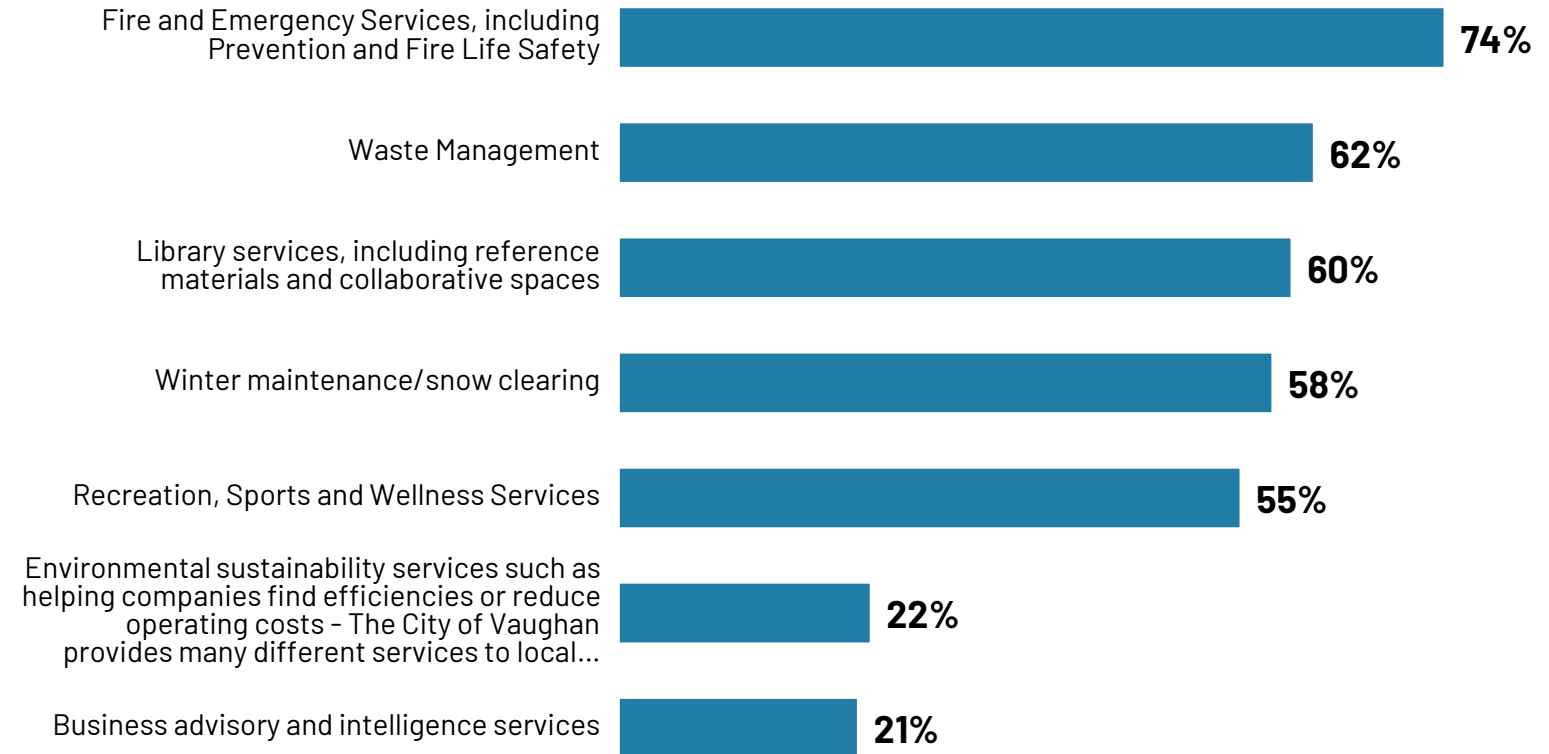 Fire and Emergency Services, including
Prevention and Fire Life Safety
74%
Waste Management
62%
Library services, including reference
materials and collaborative spaces
60%
Winter maintenance/snow clearing
58%
Recreation, Sports and Wellness Services
55%
Environmental sustainability services such as
helping companies find efficiencies or reduce
operating costs - The City of Vaughan
provides many different services to local...
22%
Business advisory and intelligence services
21%